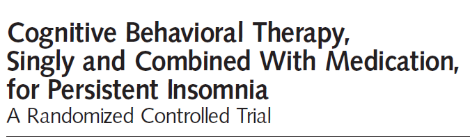 Cognitive Behavioral Therapy,
Singly and Combined With Medication,
for Persistent Insomnia
A Randomized Controlled Trial